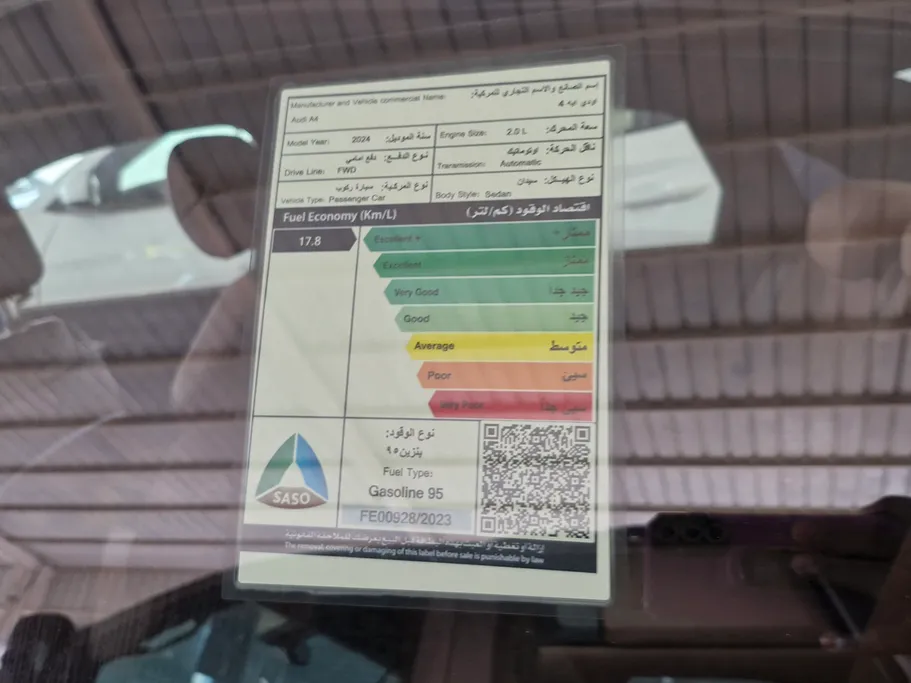 إسم الصانع والاسم التجاري للمركبة:
Manufacturer and Vehicle commercial Name:
اودي ايه 4
Audi A4
Model Year: 2024 سنة الموديل:
Engine Size: 2.0 L سعة المحرك:
نوع الدفع: دفع امامي
Drive Line: FWD
ناقل الحركة: اوتوماتيك
Transmission: Automatic
نوع المركبة: سيارة ركوب
Vehicle Type: Passenger Car
نوع الهيكل: سيدان
Body Style: Sedan
Fuel Economy (Km/L) اقتصاد الوقود (كم/لتر)
17.8
Excellent + ممتاز +
Excellent ممتاز
Very Good جيد جدا
Good جيد
Average متوسط
Poor سيئ
Very Poor سيئ جدا
SASO
نوع الوقود:
بنزين ٩٥
Fuel Type:
Gasoline 95
FE00928/2023
The removal, covering or damaging of this label before sale is punishable by law